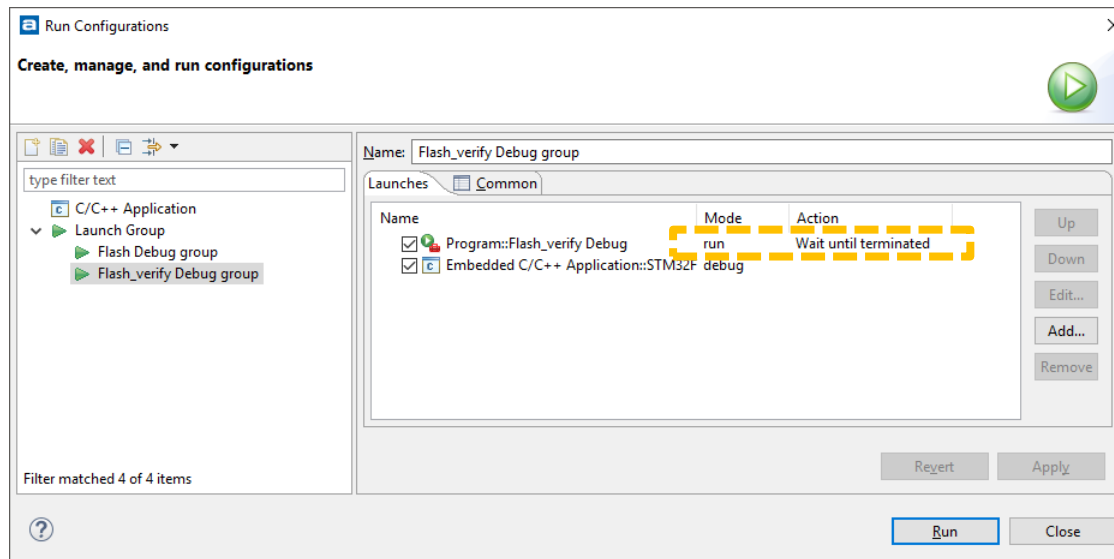 Run Configurations
Create, manage, and run configurations
type filter text
C/C++ Application
Launch Group
Flash Debug group
Flash_verify Debug group
Filter matched 4 of 4 items
Name: Flash_verify Debug group
Launches Common
Name Mode Action
Program::Flash_verify Debug run Wait until terminated
Embedded C/C++ Application::STM32F debug
Up
Down
Edit...
Add...
Remove
Revert Apply
? Run Close